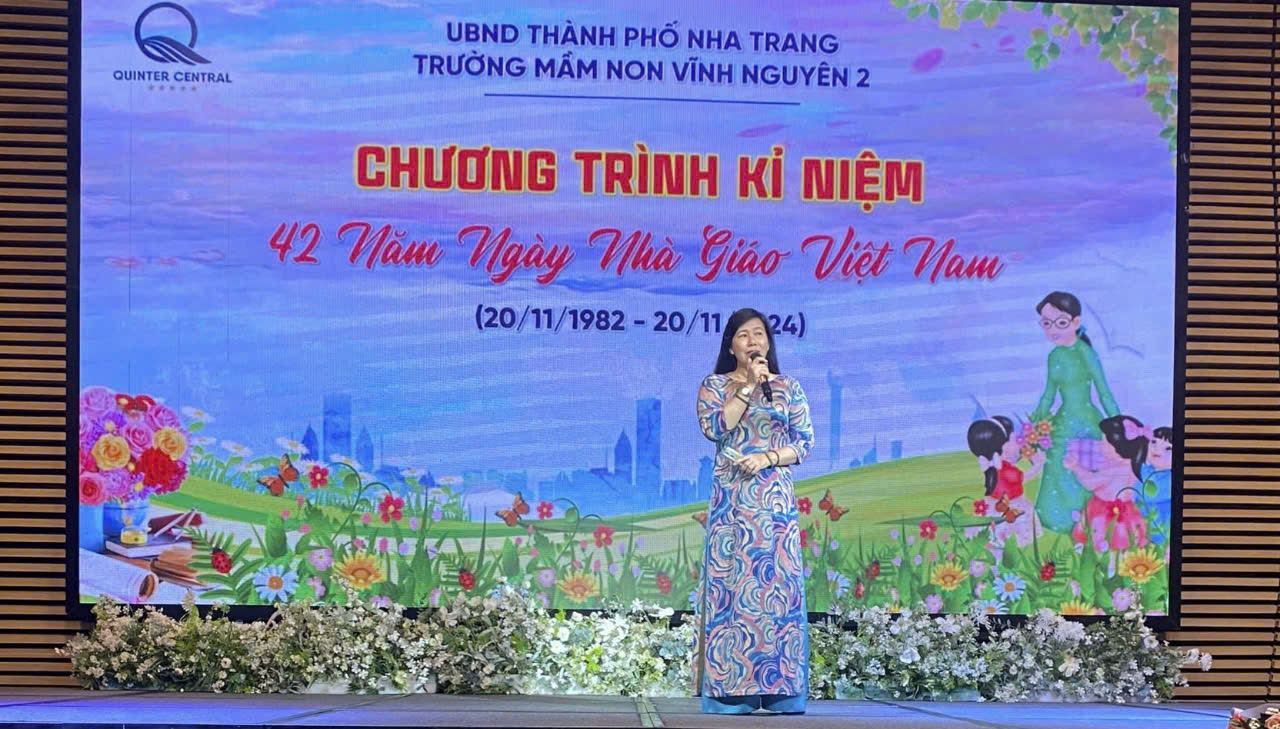 QUINTER CENTRAL
UBND THÀNH PHỐ NHA TRANG
TRƯỜNG MẦM NON VĨNH NGUYÊN 2
CHƯƠNG TRÌNH KỈ NIỆM
42 Năm Ngày Nhà Giáo Việt Nam
(20/11/1982 - 20/11/ 24)